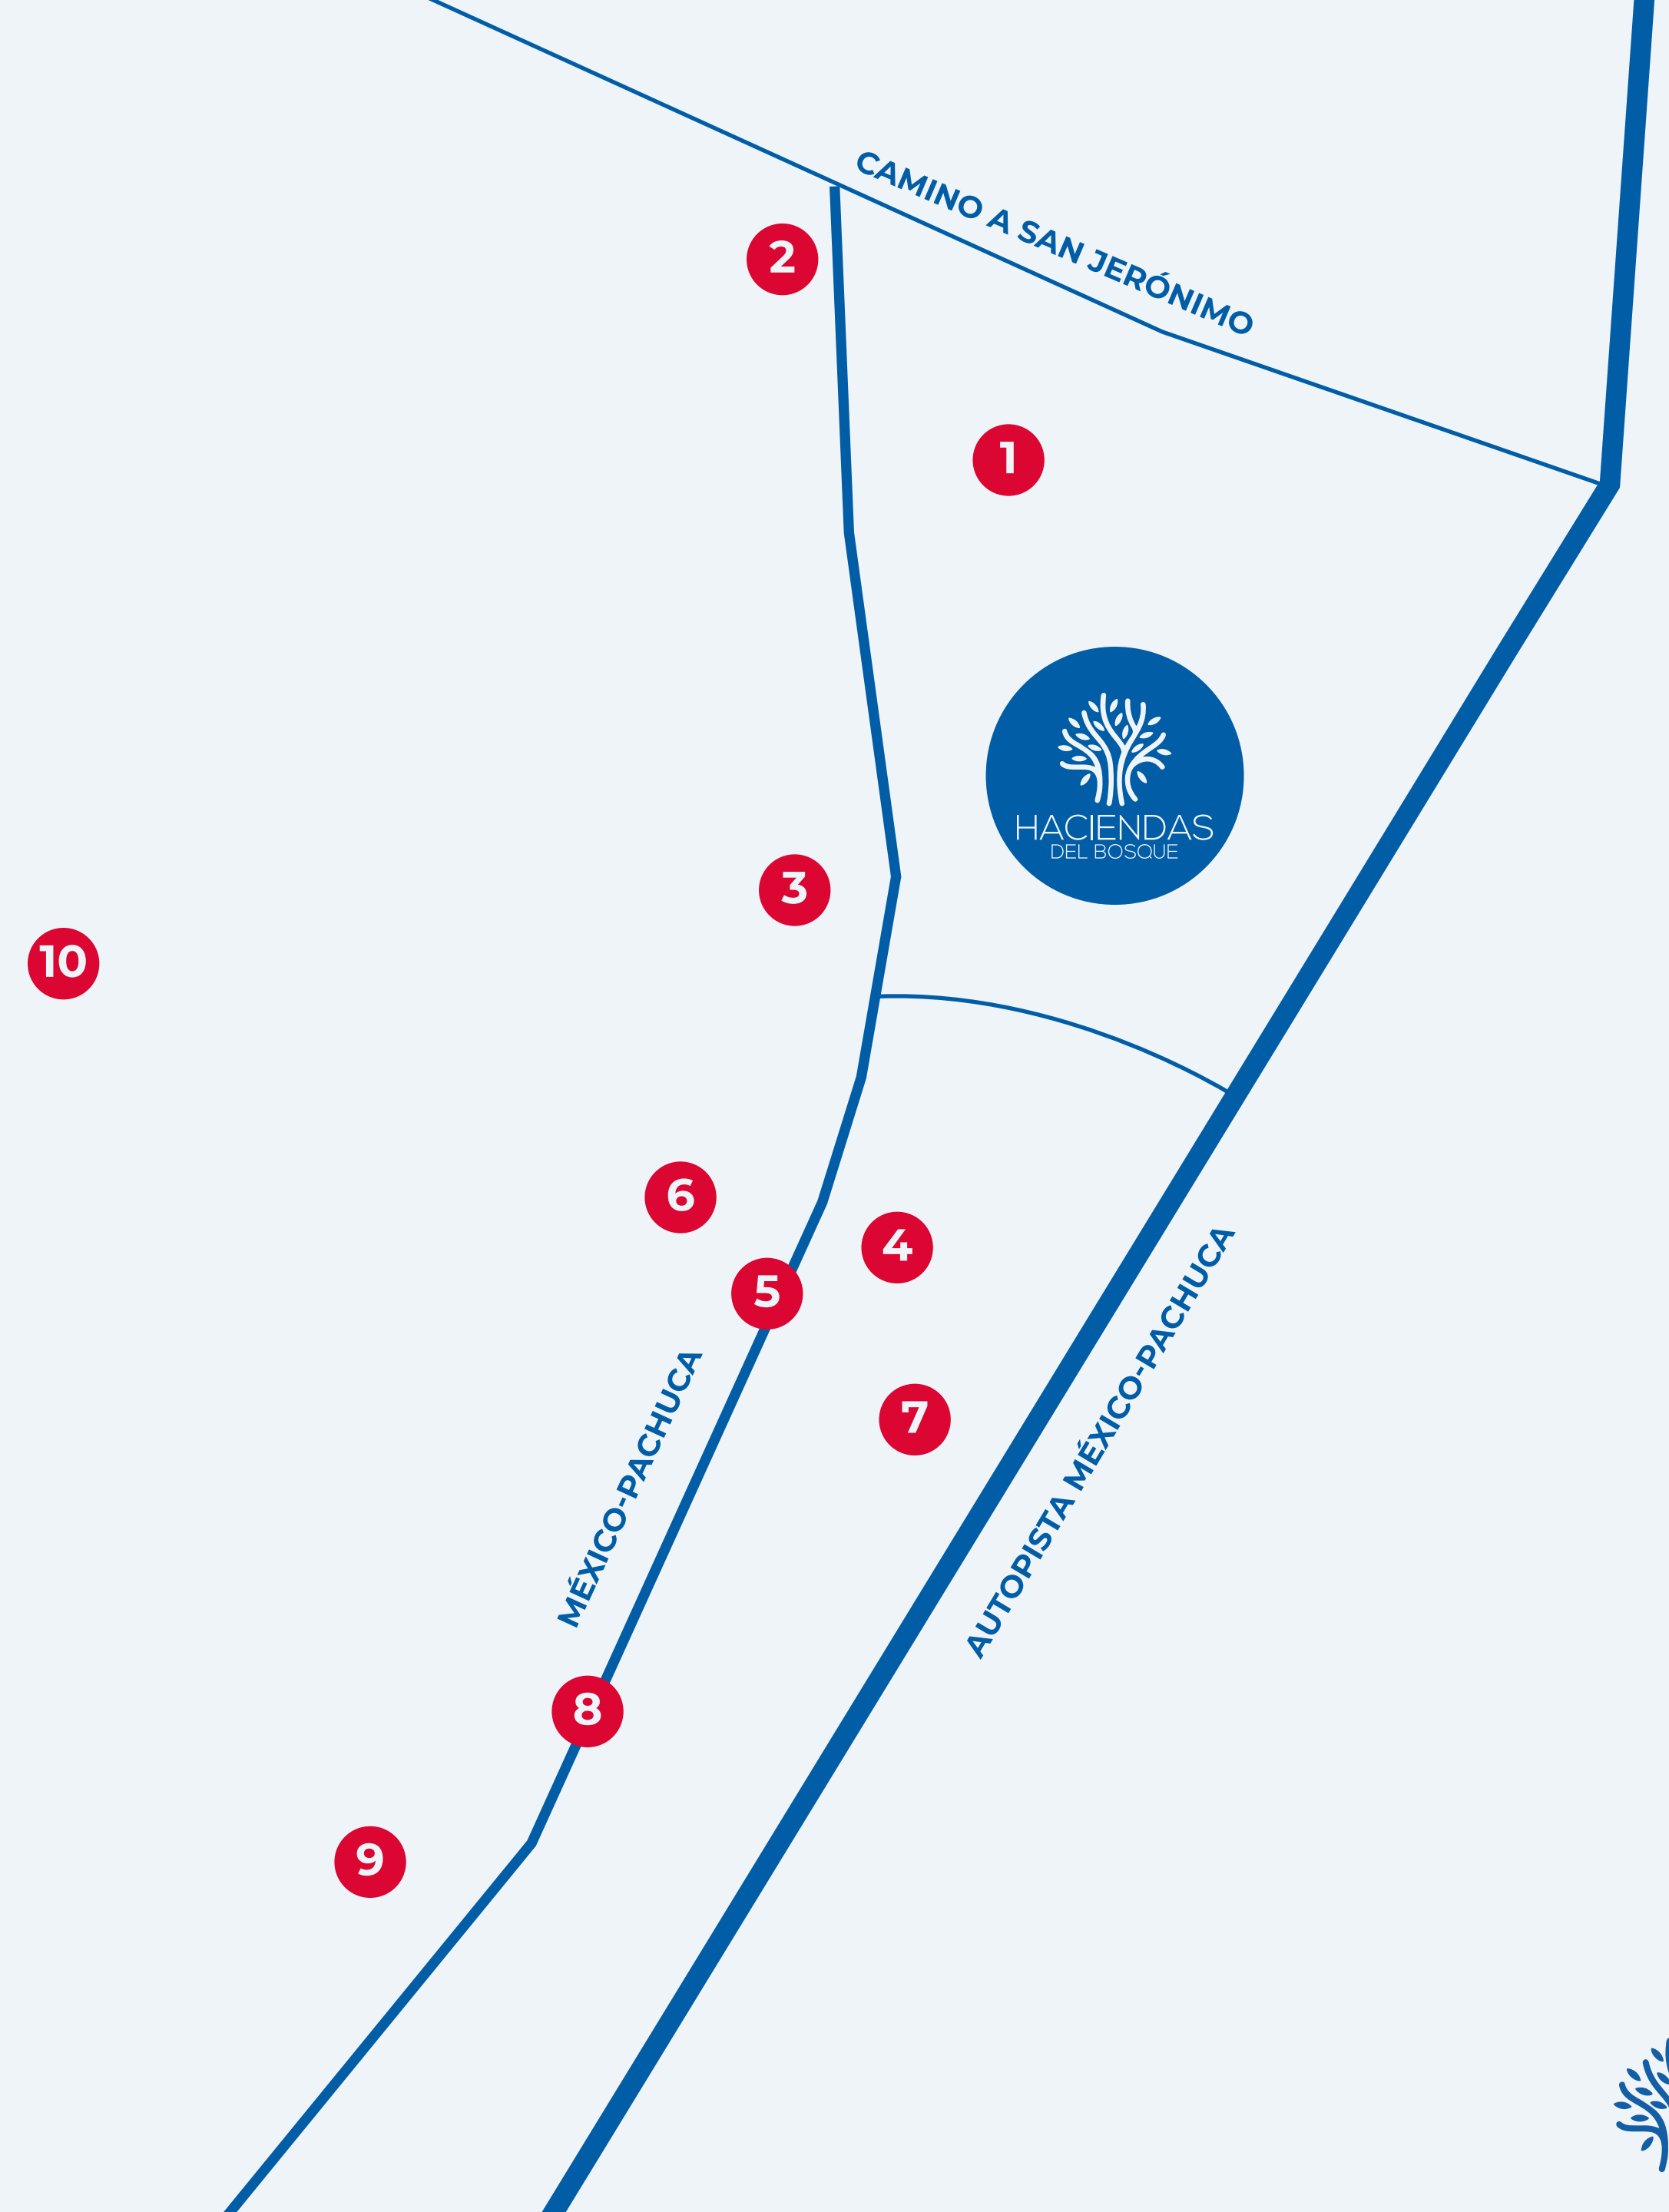 CAMINO A SAN JERÓNIMO
2
1
HACIENDAS
DEL BOSQUE
3
10
6
4
5
7
MÉXICO-PACHUCA
AUTOPISTA MÉXICO-PACHUCA
8
9